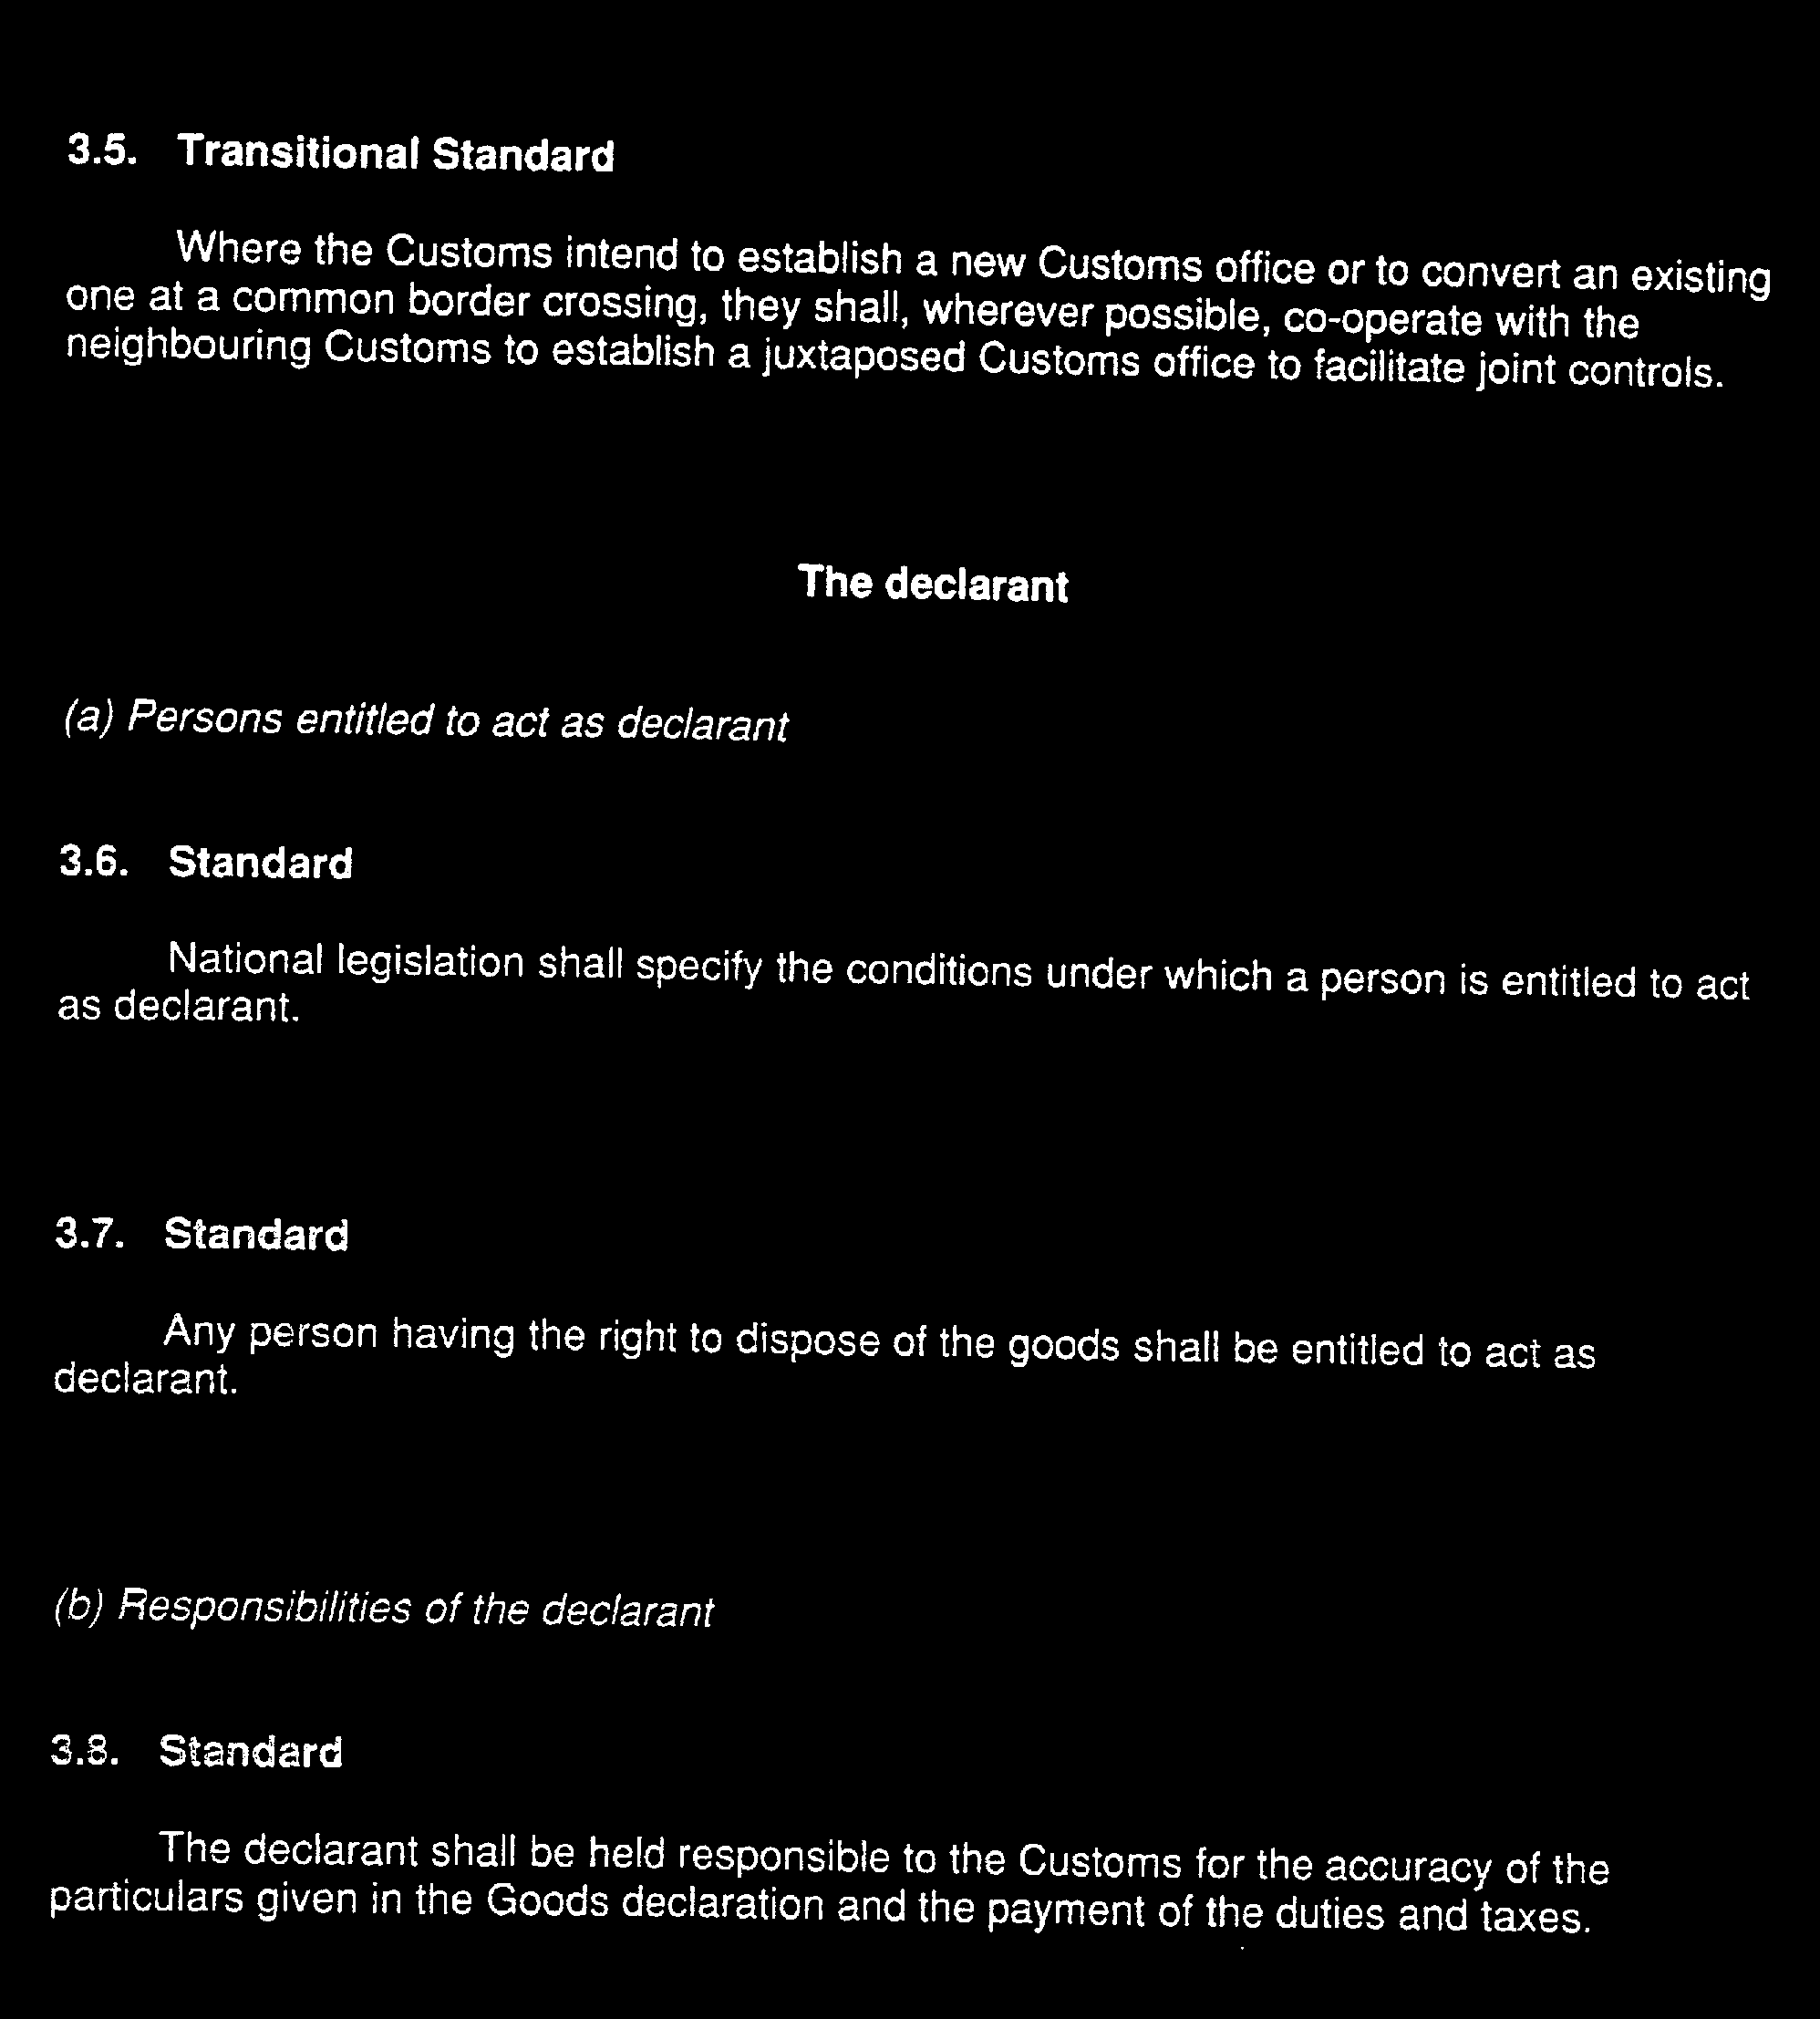 3.5. Transitional Standard
Where the Customs intend to establish a new Customs office or to convert an existing
one at a common border crossing, they shall, wherever possible, co-operate with the
neighbouring Customs to establish a juxtaposed Customs office to facilitate joint controls.
The declarant
(a) Persons entitled to act as declarant
3.6. Standard
National legislation shall specify the conditions under which a person is entitled to act
as declarant.
3.7. Standard
Any person having the right to dispose of the goods shall be entitled to act as
declarant.
(b) Responsibilities of the declarant
3.8. Standard
The declarant shall be held responsible to the Customs for the accuracy of the
particulars given in the Goods declaration and the payment of the duties and taxes.